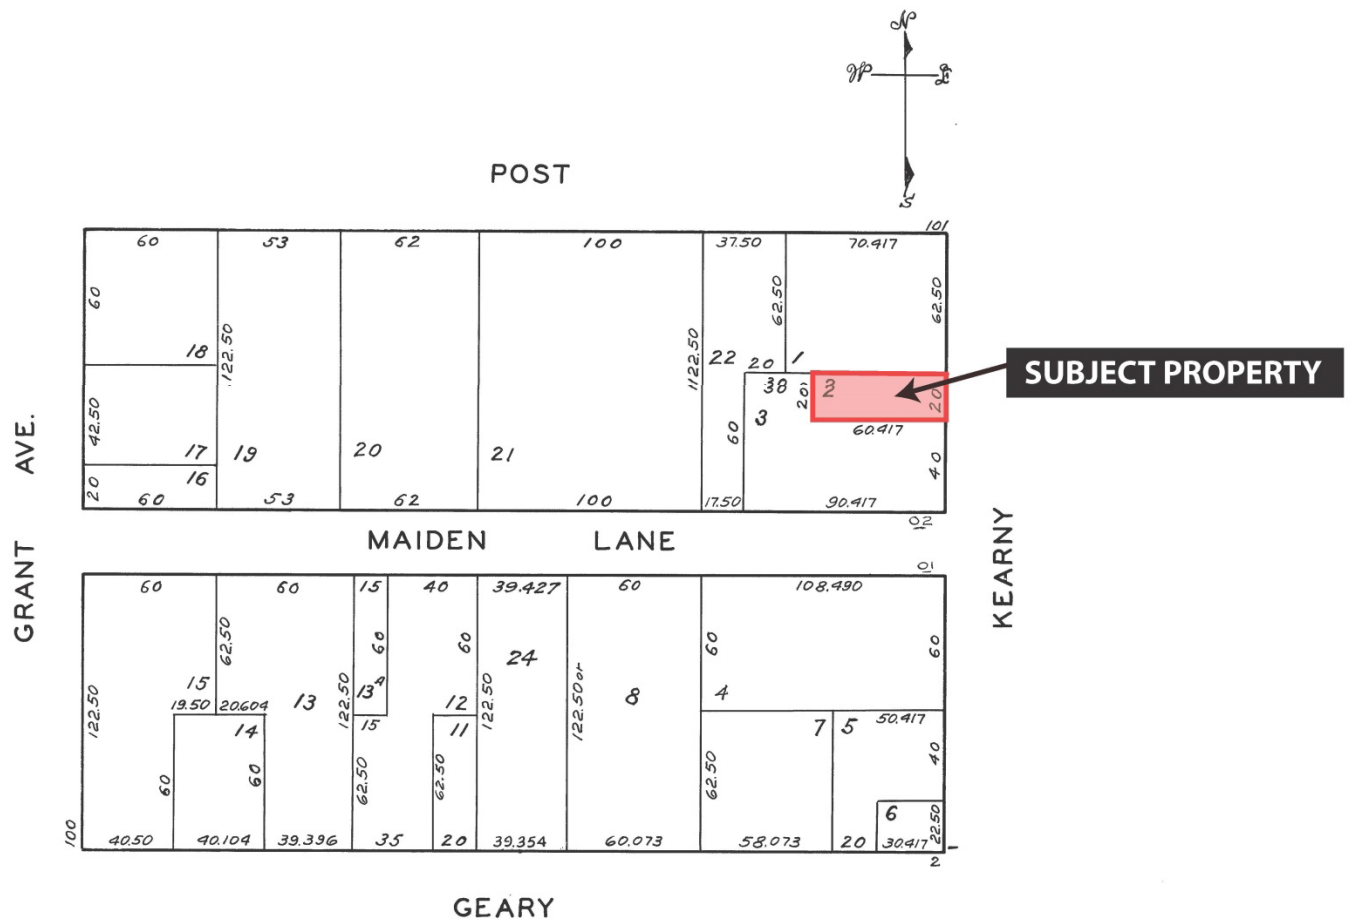 N
W E
S
POST
101
60 53 62 100 37.50 70.417
60 62.50 62.50
122.50 122.50
18 22 20 1
SUBJECT PROPERTY
38 20 2 20
3
42.50 60 60.417
17 19 20 21 40
16
20 60 53 62 100 17.50 90.417
02
AVE.
GRANT
MAIDEN LANE
KEARNY
01
60 60 15 40 39.427 60 108.490
62.50 60 60 60 60
24
15 13 122.50 13A 12 122.50 122.50 or 8 4
122.50 19.50 20.604 15 11 7 5 50.417
14 40
60 60 62.50 62.50 62.50
6 22.50
100 40.50 40.104 39.396 35 20 39.354 60.073 58.073 20 30.417
2
GEARY